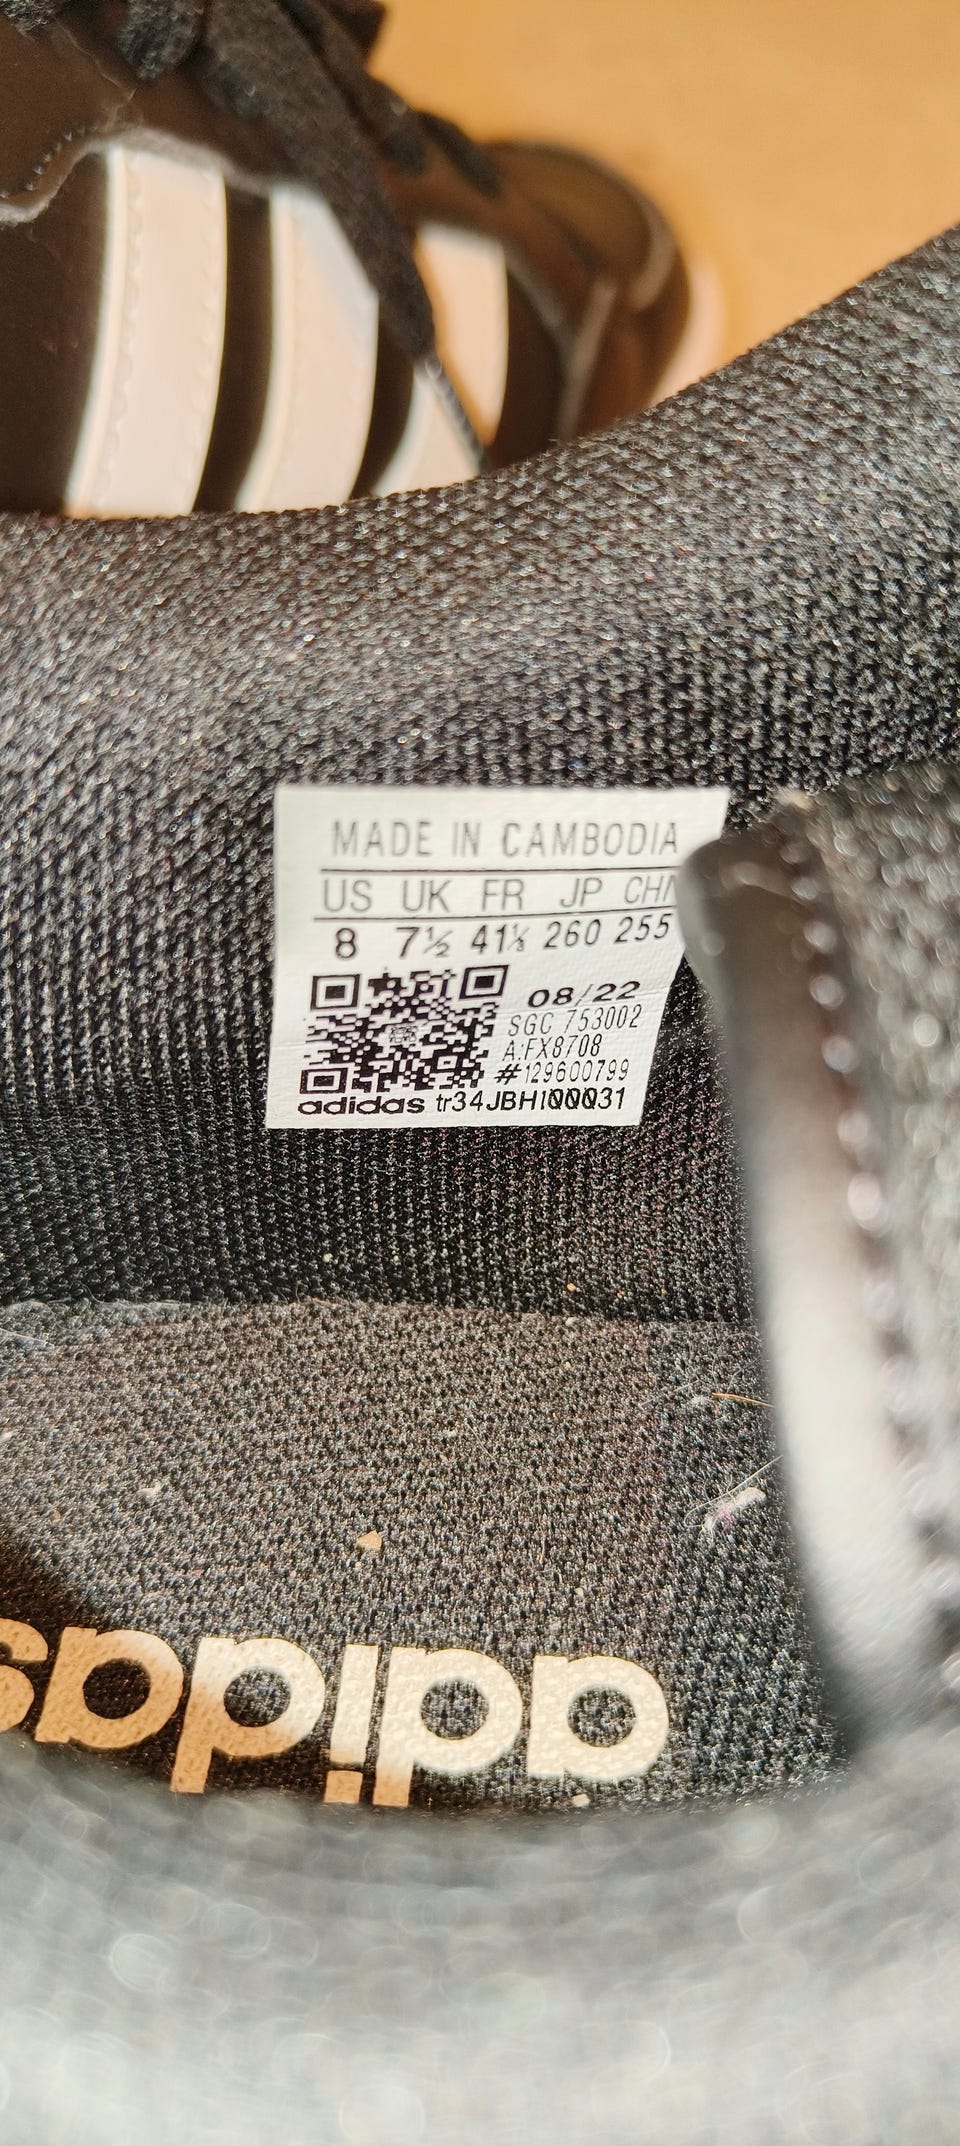 MADE IN CAMBODIA
US UK FR JP CHN
8 7½ 41⅓ 260 255
08/22
SGC 753002
A:FX8708
#129600799
adidas tr34JBH100031
adidas